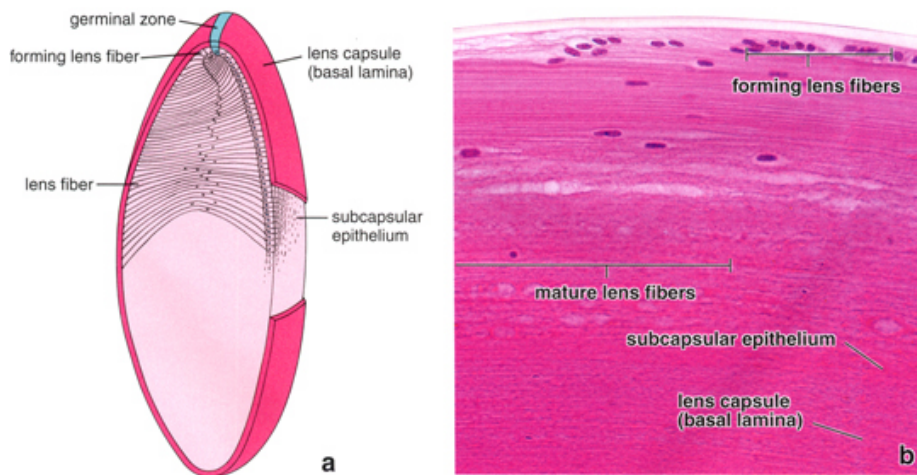 germinal zone
forming lens fiber
lens capsule
(basal lamina)
lens fiber
subcapsular
epithelium
a
forming lens fibers
mature lens fibers
subcapsular epithelium
lens capsule
(basal lamina)
b